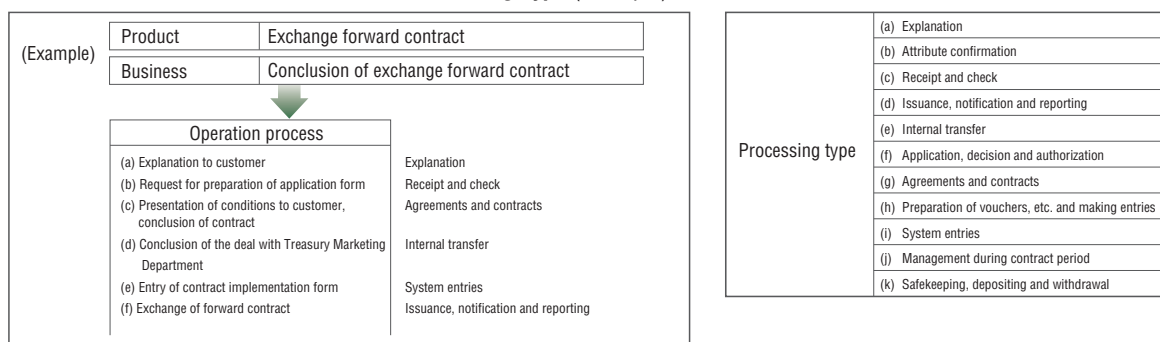 (Example)
Product Exchange forward contract
Business Conclusion of exchange forward contract
Operation process
(a) Explanation to customer Explanation
(b) Request for preparation of application form Receipt and check
(c) Presentation of conditions to customer, Agreements and contracts
conclusion of contract
(d) Conclusion of the deal with Treasury Marketing Internal transfer
Department
(e) Entry of contract implementation form System entries
(f) Exchange of forward contract Issuance, notification and reporting
Processing type
(a) Explanation
(b) Attribute confirmation
(c) Receipt and check
(d) Issuance, notification and reporting
(e) Internal transfer
(f) Application, decision and authorization
(g) Agreements and contracts
(h) Preparation of vouchers, etc. and making entries
(i) System entries
(j) Management during contract period
(k) Safekeeping, depositing and withdrawal